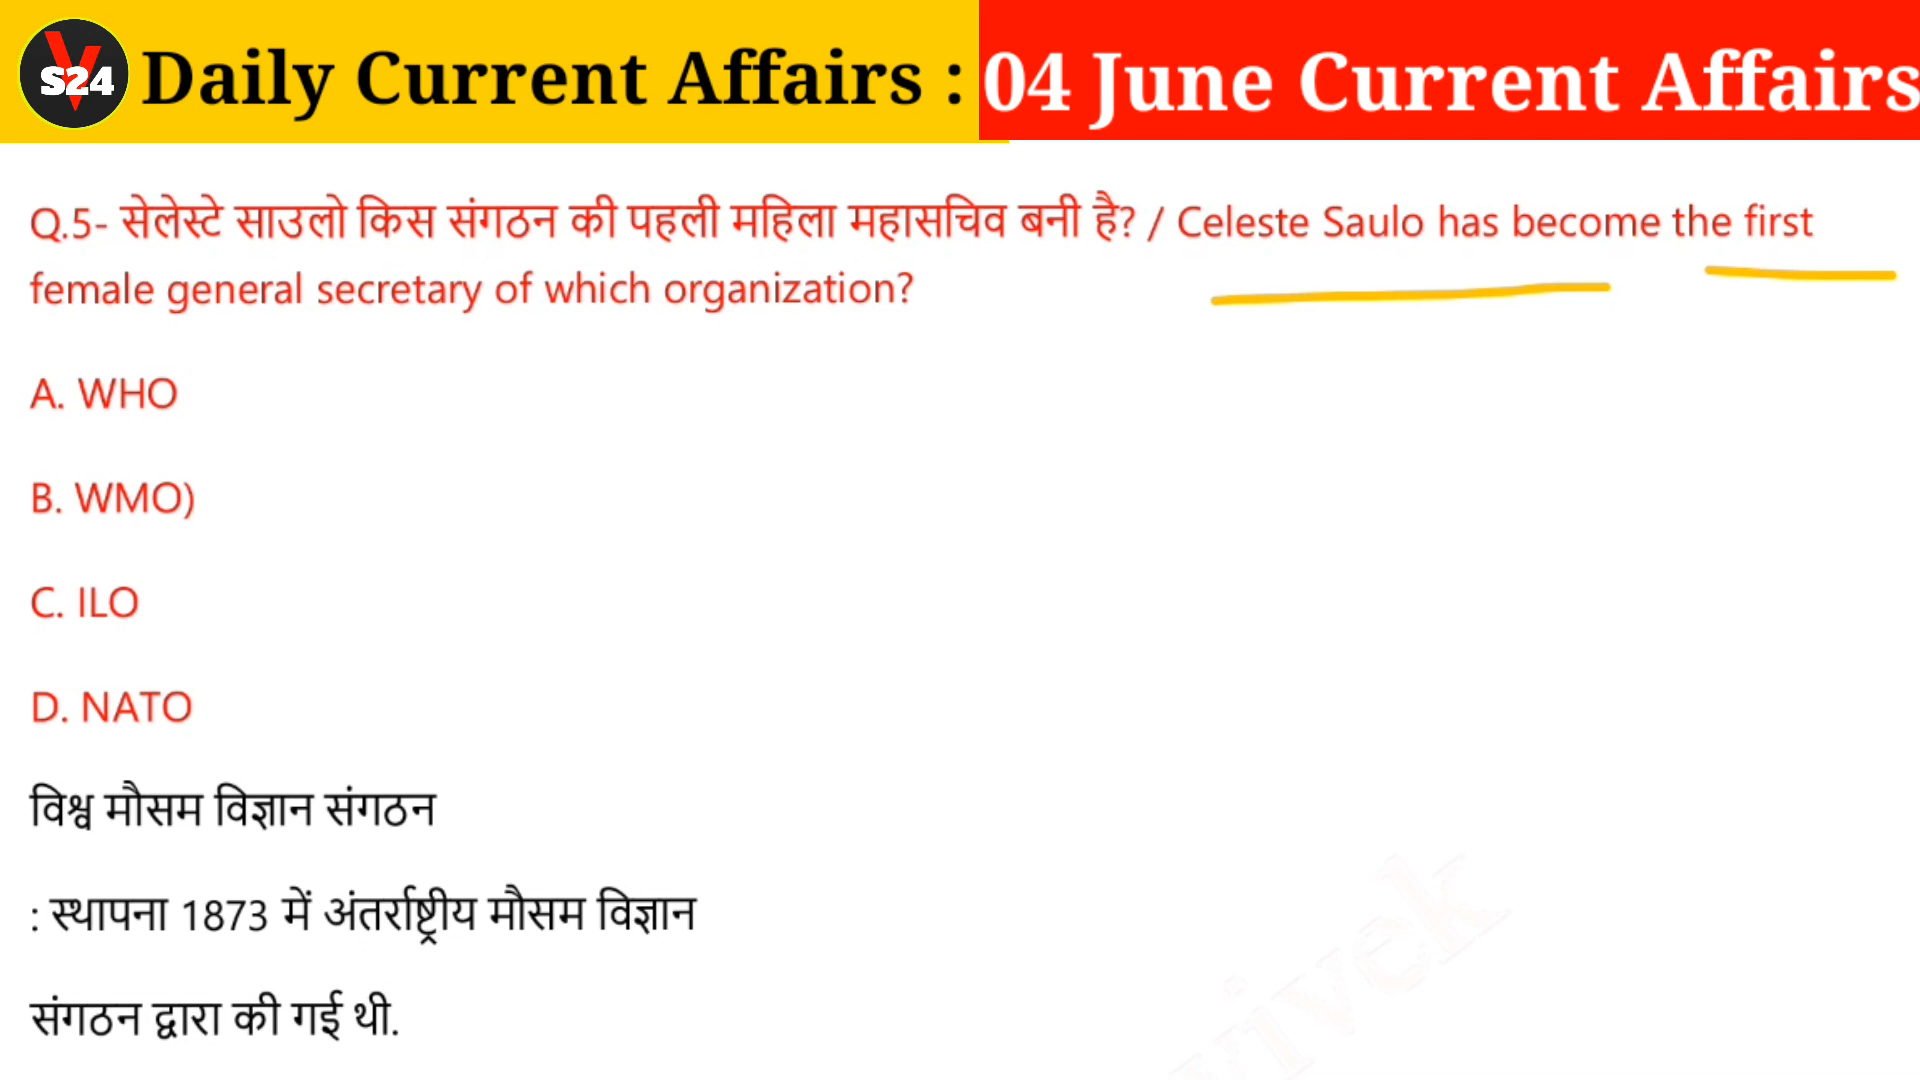 VS24 Daily Current Affairs : 04 June Current Affairs
Q.5- सेलेस्टे साउलो किस संगठन की पहली महिला महासचिव बनी है? / Celeste Saulo has become the first
female general secretary of which organization?
A. WHO
B. WMO)
C. ILO
D. NATO
विश्व मौसम विज्ञान संगठन
: स्थापना 1873 में अंतर्राष्ट्रीय मौसम विज्ञान
संगठन द्वारा की गई थी.
vivek